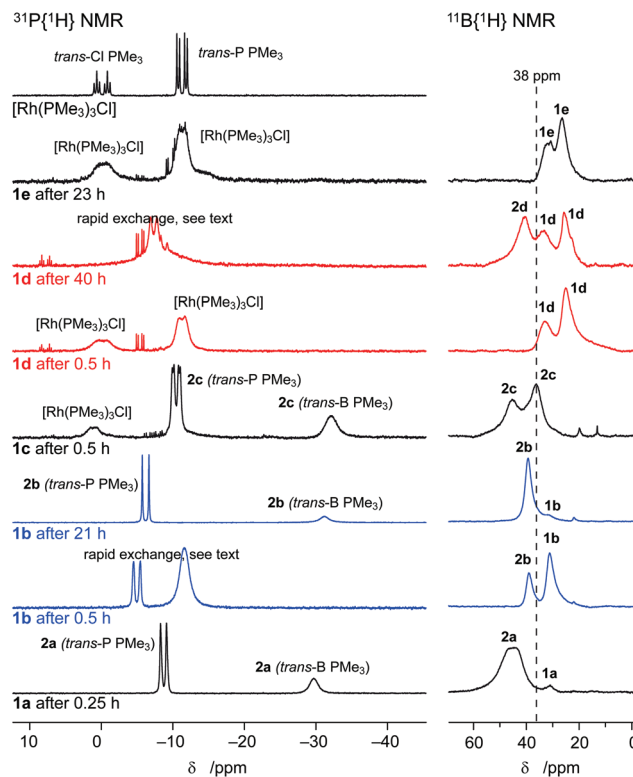 ³¹P{¹H} NMR
¹¹B{¹H} NMR
trans-Cl PMe₃
trans-P PMe₃
[Rh(PMe₃)₃Cl]
38 ppm
[Rh(PMe₃)₃Cl]
[Rh(PMe₃)₃Cl]
1e after 23 h
1e
1e
rapid exchange, see text
1d after 40 h
2d
1d
1d
[Rh(PMe₃)₃Cl]
[Rh(PMe₃)₃Cl]
1d after 0.5 h
1d
1d
2c (trans-P PMe₃)
[Rh(PMe₃)₃Cl]
2c (trans-B PMe₃)
1c after 0.5 h
2c
2c
2b (trans-P PMe₃)
2b (trans-B PMe₃)
1b after 21 h
2b
1b
rapid exchange, see text
1b after 0.5 h
2b
1b
2a (trans-P PMe₃)
2a (trans-B PMe₃)
1a after 0.25 h
2a
1a
10 0 −10 −20 −30 −40
δ /ppm
60 40 20 0
δ /ppm